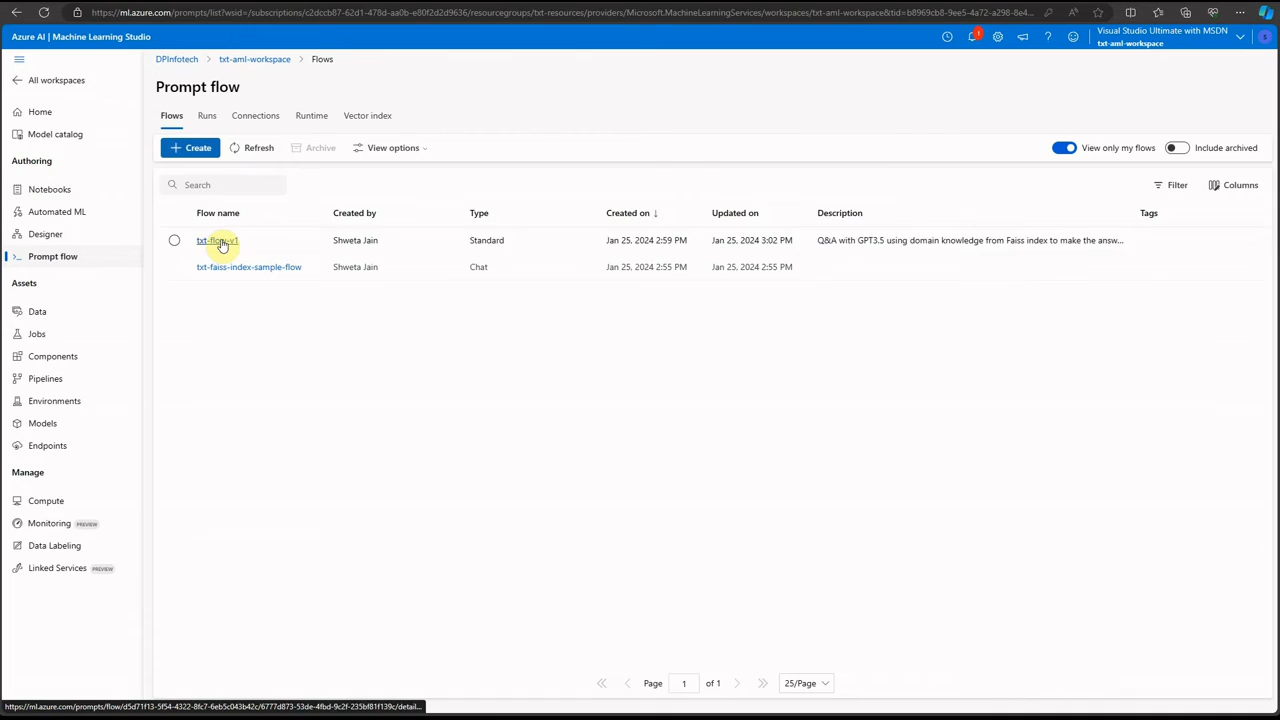 https://ml.azure.com/prompts/list?wsid=/subscriptions/c2dccb87-62d1-478d-aa0b-e80f2d2d9636/resourcegroups/txt-resources/providers/Microsoft.MachineLearningServices/workspaces/txt-aml-workspace&tid=b8969cb8-9ee5-4a72-a298-8e4...
Azure AI | Machine Learning Studio
1
Visual Studio Ultimate with MSDN
txt-aml-workspace
S
All workspaces
Home
Model catalog
Authoring
Notebooks
Automated ML
Designer
Prompt flow
Assets
Data
Jobs
Components
Pipelines
Environments
Models
Endpoints
Manage
Compute
Monitoring PREVIEW
Data Labeling
Linked Services PREVIEW
DPInfotech > txt-aml-workspace > Flows
Prompt flow
Flows Runs Connections Runtime Vector index
Create Refresh Archive View options View only my flows Include archived
Search Filter Columns
Flow name Created by Type Created on ↓ Updated on Description Tags
txt-flow-v1 Shweta Jain Standard Jan 25, 2024 2:59 PM Jan 25, 2024 3:02 PM Q&A with GPT3.5 using domain knowledge from Faiss index to make the answ...
txt-faiss-index-sample-flow Shweta Jain Chat Jan 25, 2024 2:55 PM Jan 25, 2024 2:55 PM
Page 1 of 1 25/Page
https://ml.azure.com/prompts/flow/d5d71f13-5f54-4322-8fc7-6eb5c043b42c/6777d873-53de-4fbd-9c2f-235bf81f139c/detail...